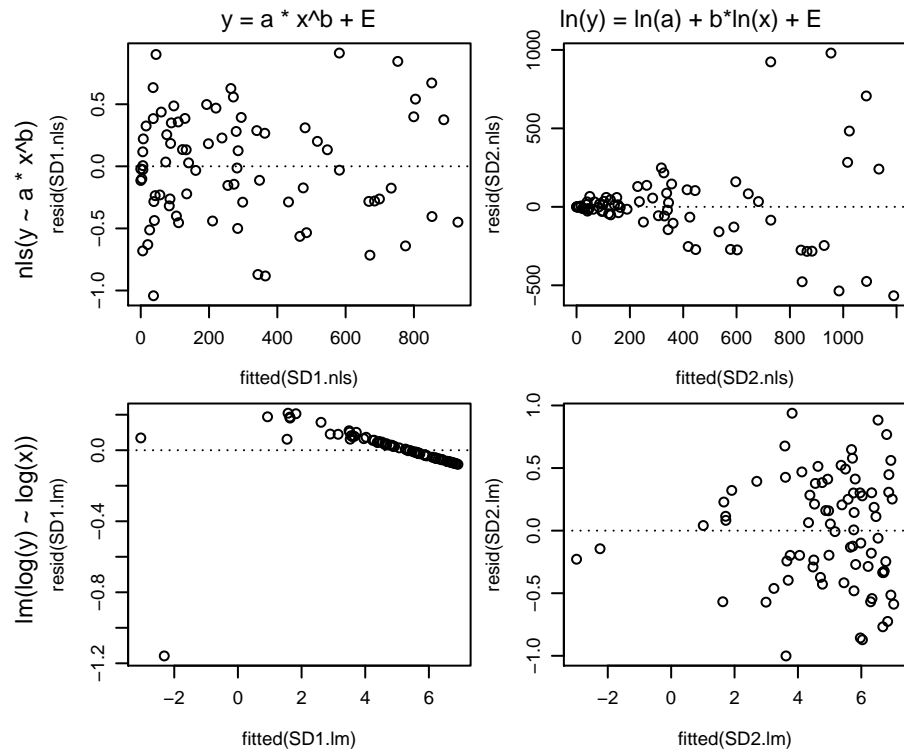 y = a * x^b + E
ln(y) = ln(a) + b*ln(x) + E
nls(y ~ a * x^b)
resid(SD1.nls)
0.5
0.0
−0.5
−1.0
0 200 400 600 800
fitted(SD1.nls)
resid(SD2.nls)
1000
500
0
−500
0 200 400 600 800 1000
fitted(SD2.nls)
lm(log(y) ~ log(x))
resid(SD1.lm)
0.0
−0.4
−0.8
−1.2
−2 0 2 4 6
fitted(SD1.lm)
resid(SD2.lm)
1.0
0.5
0.0
−0.5
−1.0
−2 0 2 4 6
fitted(SD2.lm)